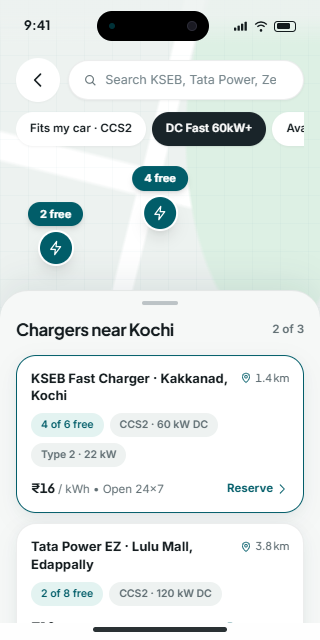 9:41
Search KSEB, Tata Power, Ze
Fits my car · CCS2
DC Fast 60kW+
Ava
4 free
2 free
Chargers near Kochi
2 of 3
KSEB Fast Charger · Kakkanad,
Kochi
1.4 km
4 of 6 free
CCS2 · 60 kW DC
Type 2 · 22 kW
₹16 / kWh • Open 24×7
Reserve
Tata Power EZ · Lulu Mall,
Edappally
3.8 km
2 of 8 free
CCS2 · 120 kW DC